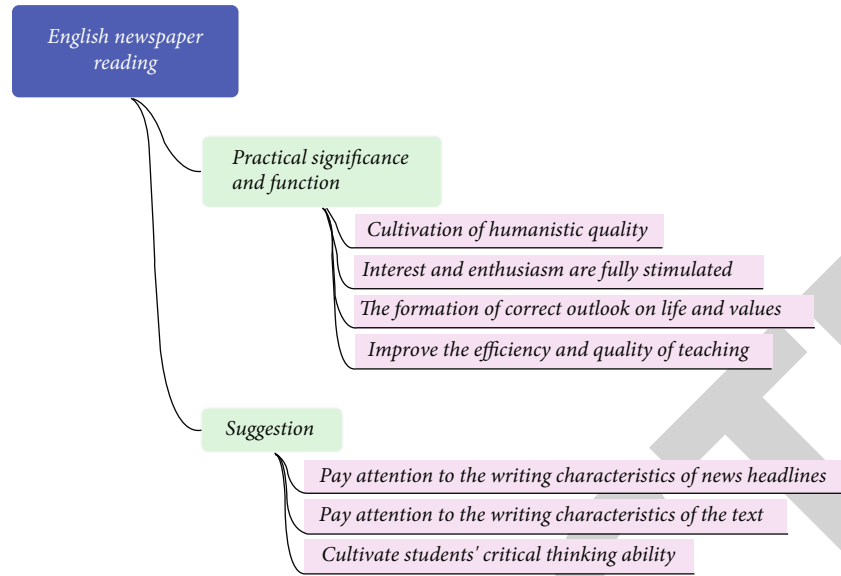 English newspaper
reading
Practical significance
and function
Cultivation of humanistic quality
Interest and enthusiasm are fully stimulated
The formation of correct outlook on life and values
Improve the efficiency and quality of teaching
Suggestion
Pay attention to the writing characteristics of news headlines
Pay attention to the writing characteristics of the text
Cultivate students' critical thinking ability